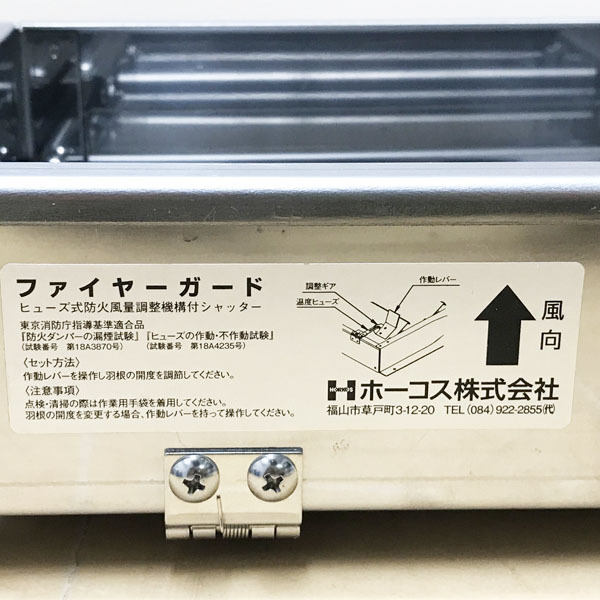 ファイヤーガード
ヒューズ式防火風量調整機構付シャッター
東京消防庁指導基準適合品
『防火ダンパーの漏煙試験』 『ヒューズの作動・不作動試験』
(試験番号 第18A3870号) (試験番号 第18A4235号)
〈セット方法〉
作動レバーを操作し羽根の開度を調節してください。
〈注意事項〉
点検・清掃の際は作業用手袋を着用してください。
羽根の開度を変更する場合、作動レバーを持って操作してください。
調整ギア
作動レバー
温度ヒューズ
風向
HORKOS ホーコス株式会社
福山市草戸町3-12-20 TEL(084)922-2855(代)